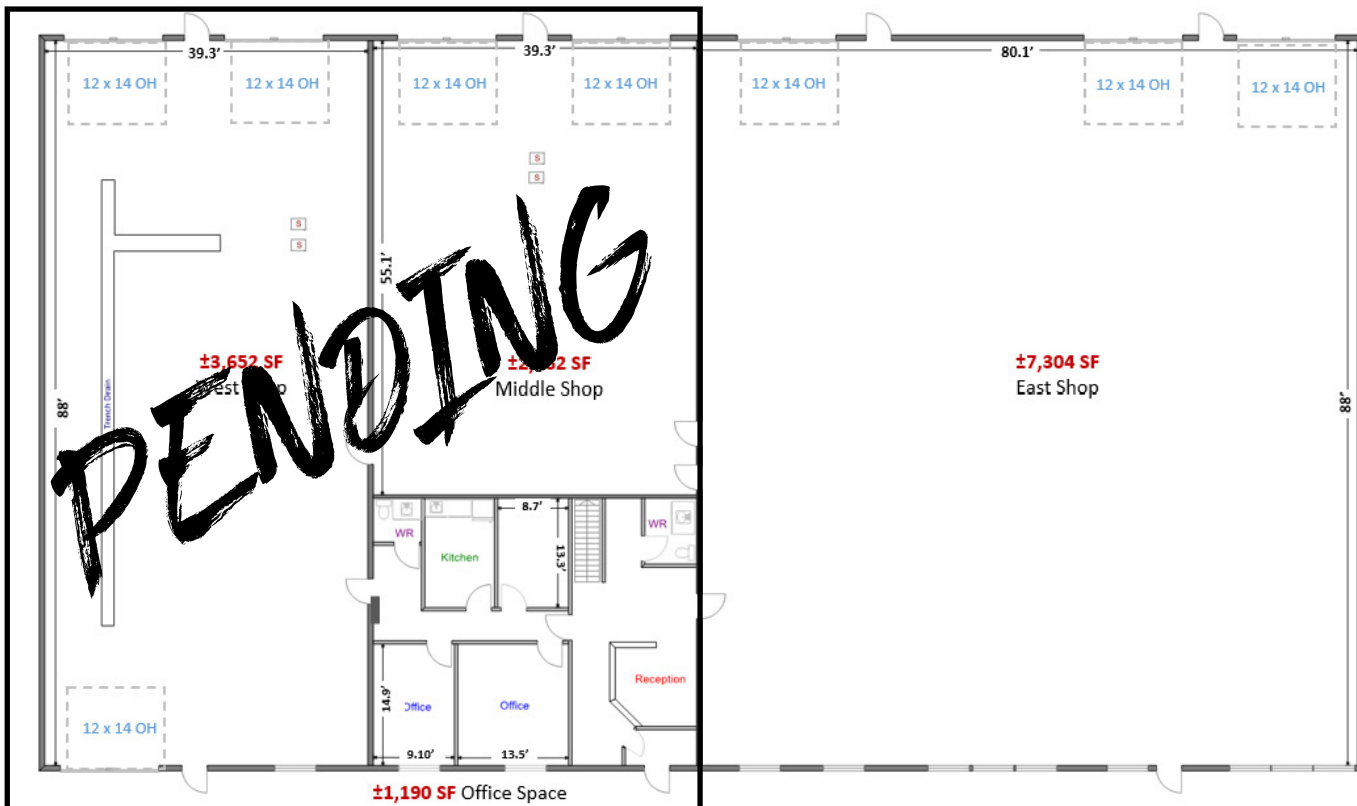 39.3'
39.3'
80.1'
12 x 14 OH
12 x 14 OH
12 x 14 OH
12 x 14 OH
12 x 14 OH
12 x 14 OH
12 x 14 OH
S
S
S
S
55.1'
PENDING
±3,652 SF
±7,304 SF
SF
Middle Shop
East Shop
88'
Trench Drain
88'
WR
Kitchen
8.7'
13.3'
WR
14.9'
Office
Office
Reception
12 x 14 OH
9.10'
13.5'
±1,190 SF Office Space